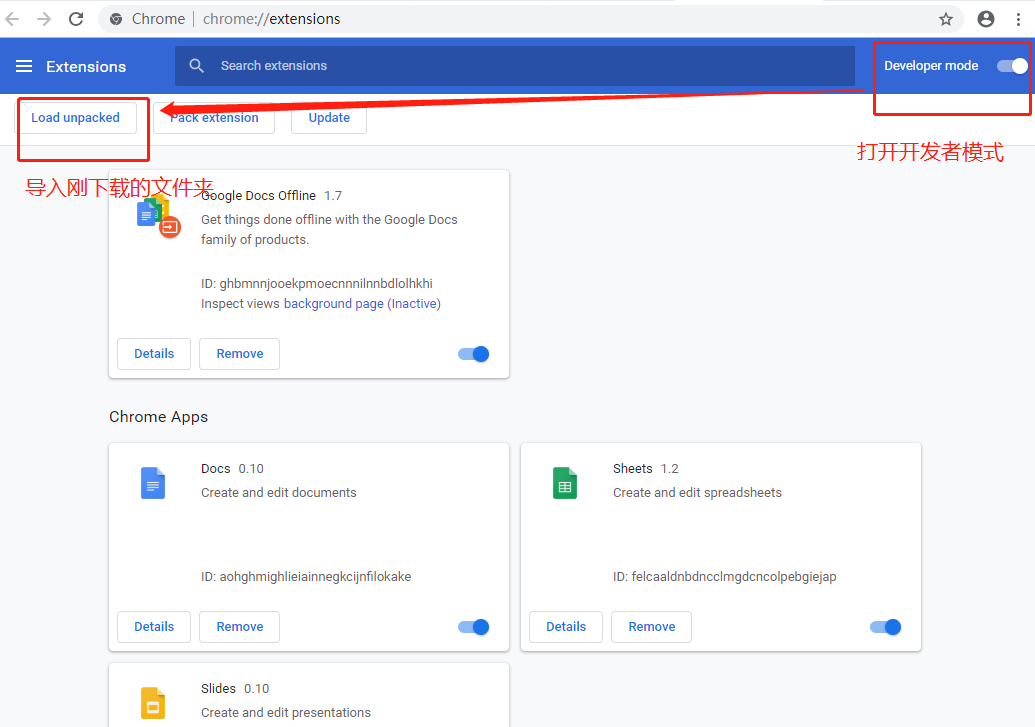 Chrome | chrome://extensions
Extensions
Search extensions
Developer mode
Load unpacked
Pack extension
Update
打开开发者模式
导入刚下载的文件夹
Google Docs Offline 1.7
Get things done offline with the Google Docs
family of products.
ID: ghbmnnjooekpmoecnnnilnnbdlolhkhi
Inspect views background page (Inactive)
Details
Remove
Chrome Apps
Docs 0.10
Create and edit documents
ID: aohghmighlieiainnegkcijnfilokake
Details
Remove
Sheets 1.2
Create and edit spreadsheets
ID: felcaaldnbdncclmgdcncolpebgiejap
Details
Remove
Slides 0.10
Create and edit presentations